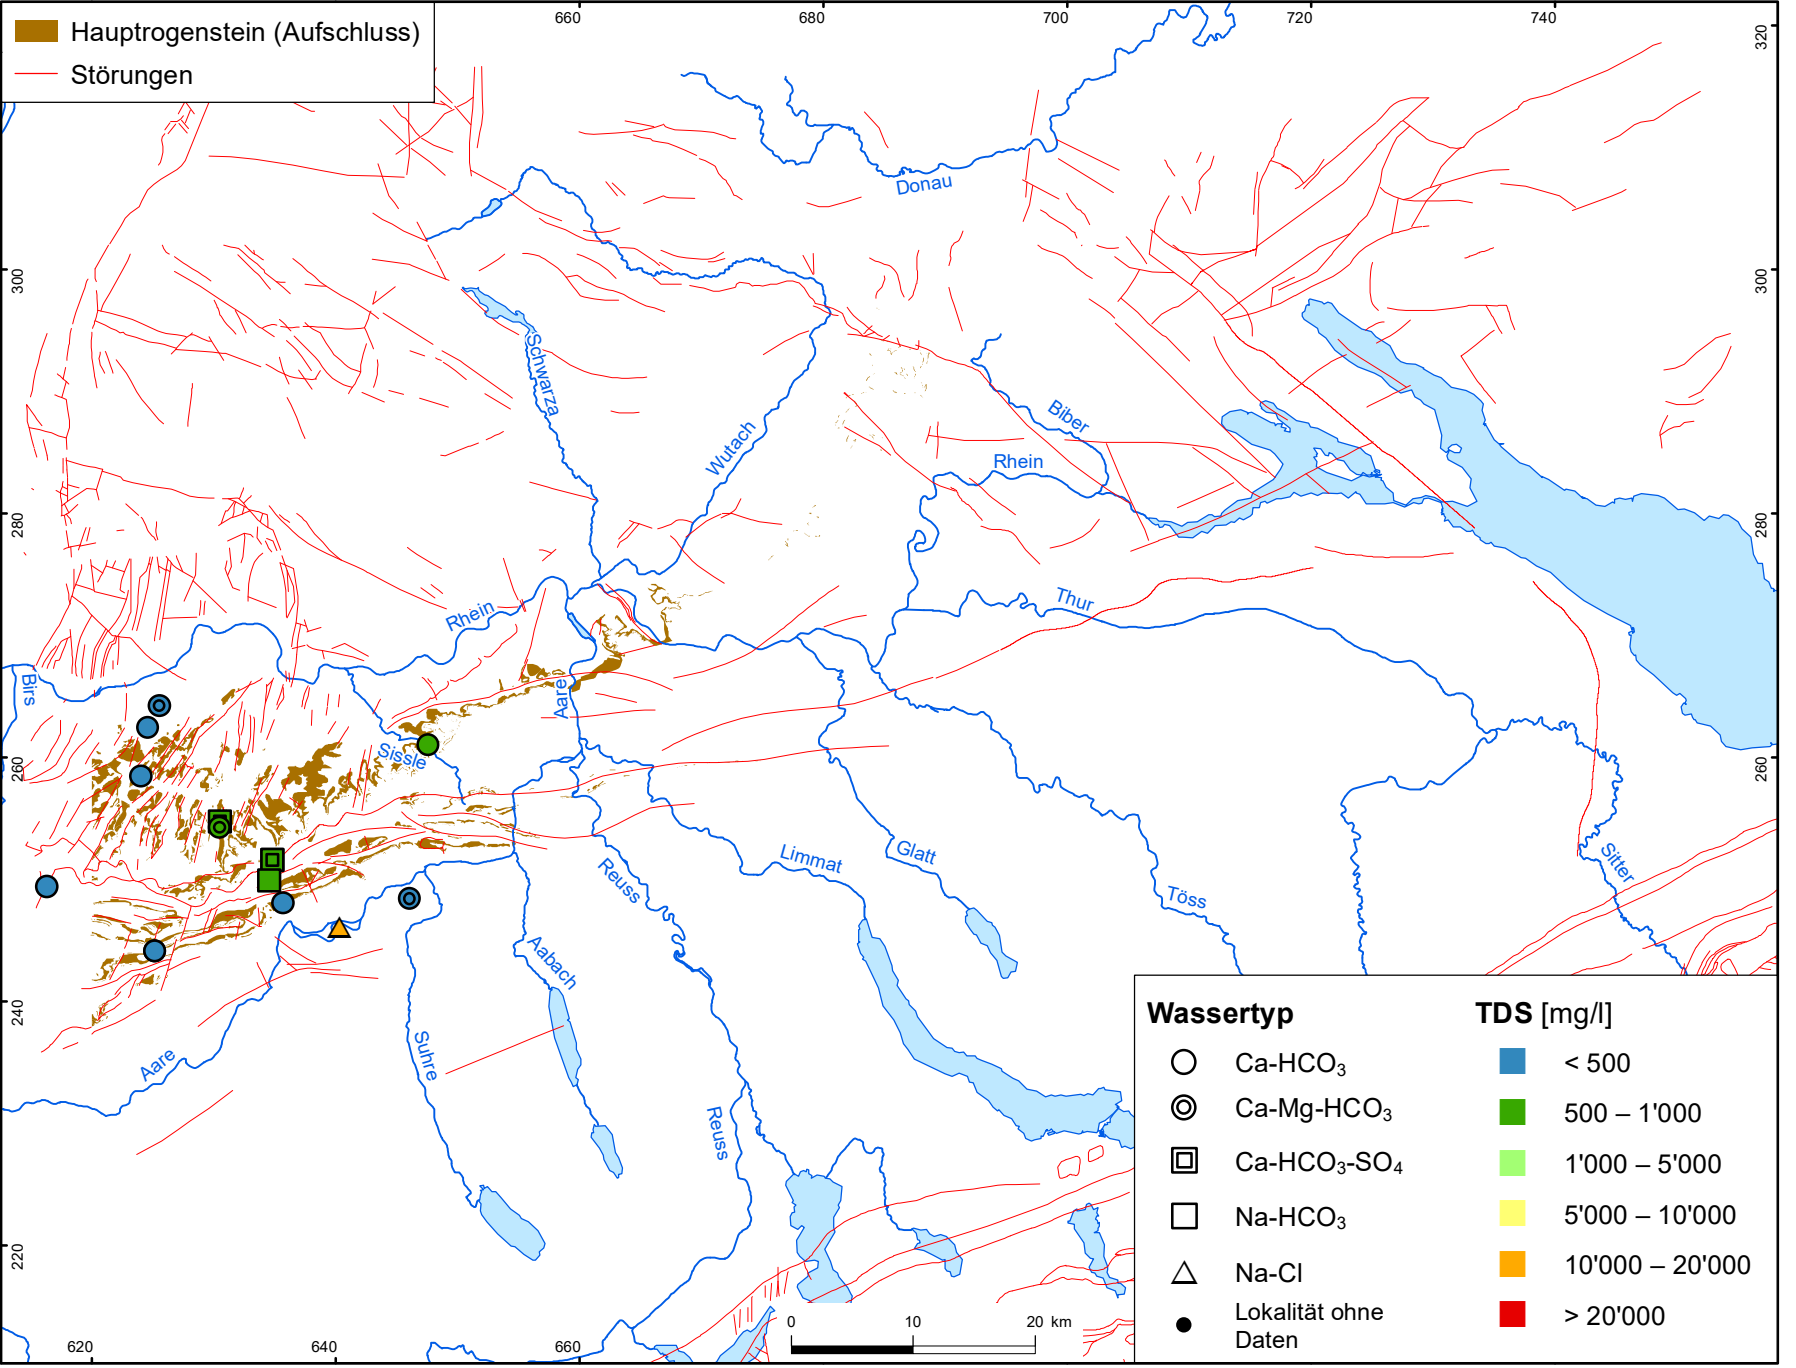 Hauptrogenstein (Aufschluss)
Störungen
660
680
700
720
740
320
300
300
280
280
260
260
240
220
620
640
660
Donau
Schwarza
Wutach
Biber
Rhein
Rhein
Thur
Birs
Aare
Sissle
Limmat
Glatt
Töss
Sitter
Reuss
Aabach
Suhre
Aare
Reuss
0 10 20 km
Wassertyp
Ca-HCO₃
Ca-Mg-HCO₃
Ca-HCO₃-SO₄
Na-HCO₃
Na-Cl
Lokalität ohne
Daten
TDS [mg/l]
< 500
500 – 1'000
1'000 – 5'000
5'000 – 10'000
10'000 – 20'000
> 20'000